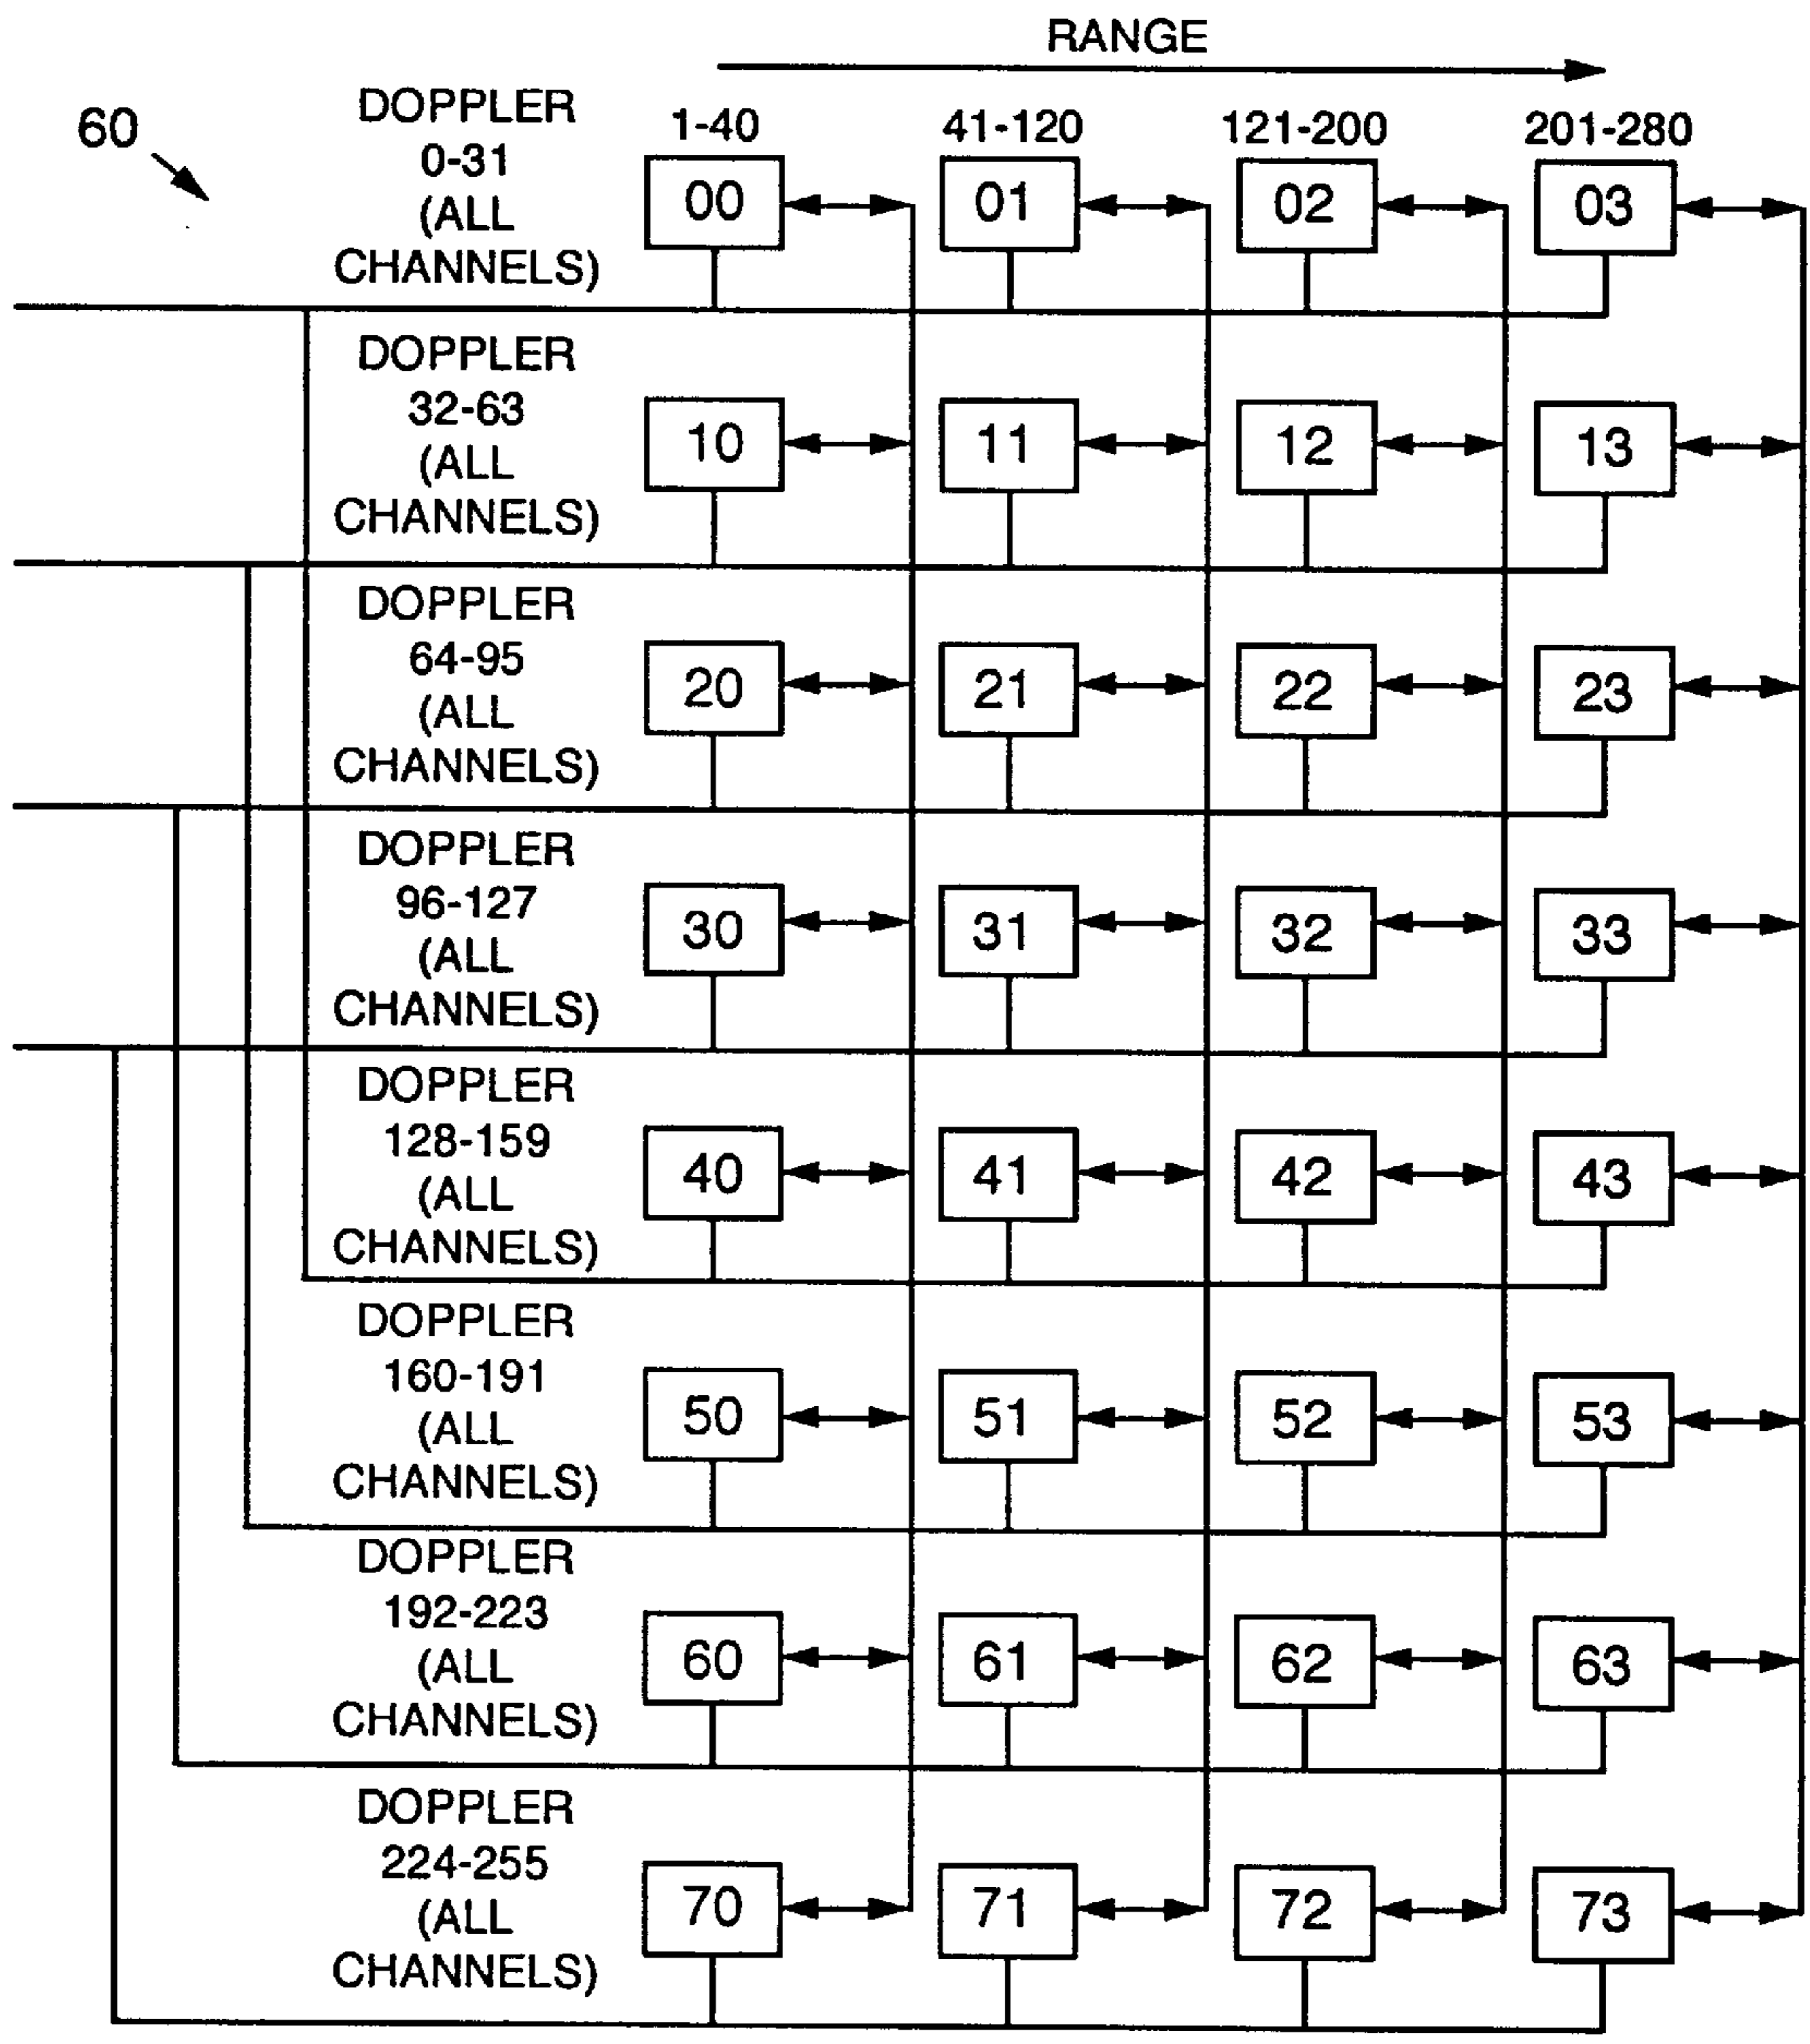 RANGE
60
DOPPLER
0-31
(ALL
CHANNELS)
1-40 41-120 121-200 201-280
00 01 02 03
DOPPLER
32-63
(ALL
CHANNELS)
10 11 12 13
DOPPLER
64-95
(ALL
CHANNELS)
20 21 22 23
DOPPLER
96-127
(ALL
CHANNELS)
30 31 32 33
DOPPLER
128-159
(ALL
CHANNELS)
40 41 42 43
DOPPLER
160-191
(ALL
CHANNELS)
50 51 52 53
DOPPLER
192-223
(ALL
CHANNELS)
60 61 62 63
DOPPLER
224-255
(ALL
CHANNELS)
70 71 72 73